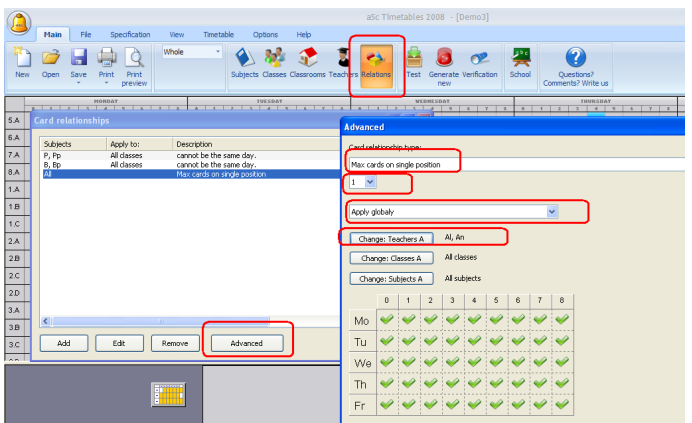 aSc Timetables 2008 - [Demo3]
Main File Specification View Timetable Options Help
Whole
New Open Save Print Print preview Subjects Classes Classrooms Teachers Relations Test Generate new Verification School Questions? Comments? Write us
MONDAY TUESDAY WEDNESDAY THURSDAY
5.A
6.A
7.A
8.A
1.A
1.B
1.C
2.A
2.B
2.C
2.D
3.A
3.B
3.C
Card relationships
Subjects Apply to: Description
P, Pp All classes cannot be the same day.
B, Bp All classes cannot be the same day.
All Max cards on single position
Add Edit Remove Advanced
Advanced
Card relationship type:
Max cards on single position
1
Apply globaly
Change: Teachers A Al, An
Change: Classes A All classes
Change: Subjects A All subjects
0 1 2 3 4 5 6 7 8
Mo
Tu
We
Th
Fr